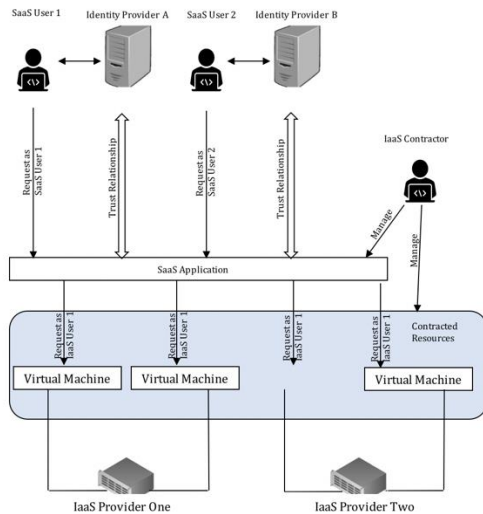 SaaS User 1
Identity Provider A
SaaS User 2
Identity Provider B
IaaS Contractor
Request as
SaaS User 1
Trust Relationship
Request as
SaaS User 2
Trust Relationship
Manage
Manage
SaaS Application
Request as
IaaS User 1
Request as
IaaS User 1
Request as
IaaS User 1
Request as
IaaS User 1
Contracted
Resources
Virtual Machine
Virtual Machine
Virtual Machine
IaaS Provider One
IaaS Provider Two